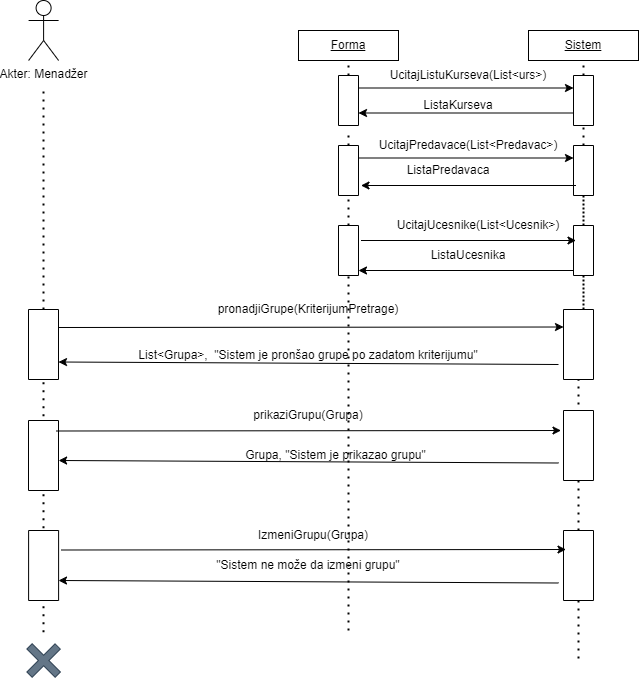 Forma
Sistem
Akter: Menadžer
UcitajListuKurseva(List<urs>)
ListaKurseva
UcitajPredavace(List<Predavac>)
ListaPredavaca
UcitajUcesnike(List<Ucesnik>)
ListaUcesnika
pronadjiGrupe(KriterijumPretrage)
List<Grupa>, "Sistem je pronšao grupe po zadatom kriterijumu"
prikaziGrupu(Grupa)
Grupa, "Sistem je prikazao grupu"
IzmeniGrupu(Grupa)
"Sistem ne može da izmeni grupu"